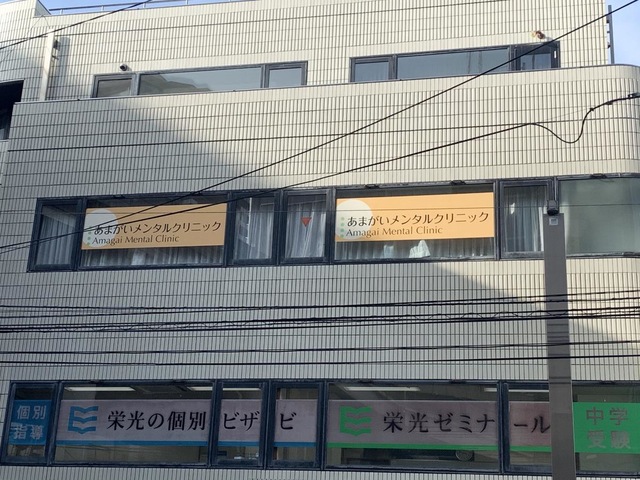 あまがいメンタルクリニック
Amagai Mental Clinic
あまがいメンタルクリニック
Amagai Mental Clinic
個別
指導
栄光の個別ビザビ
栄光ゼミナール
中学
受験